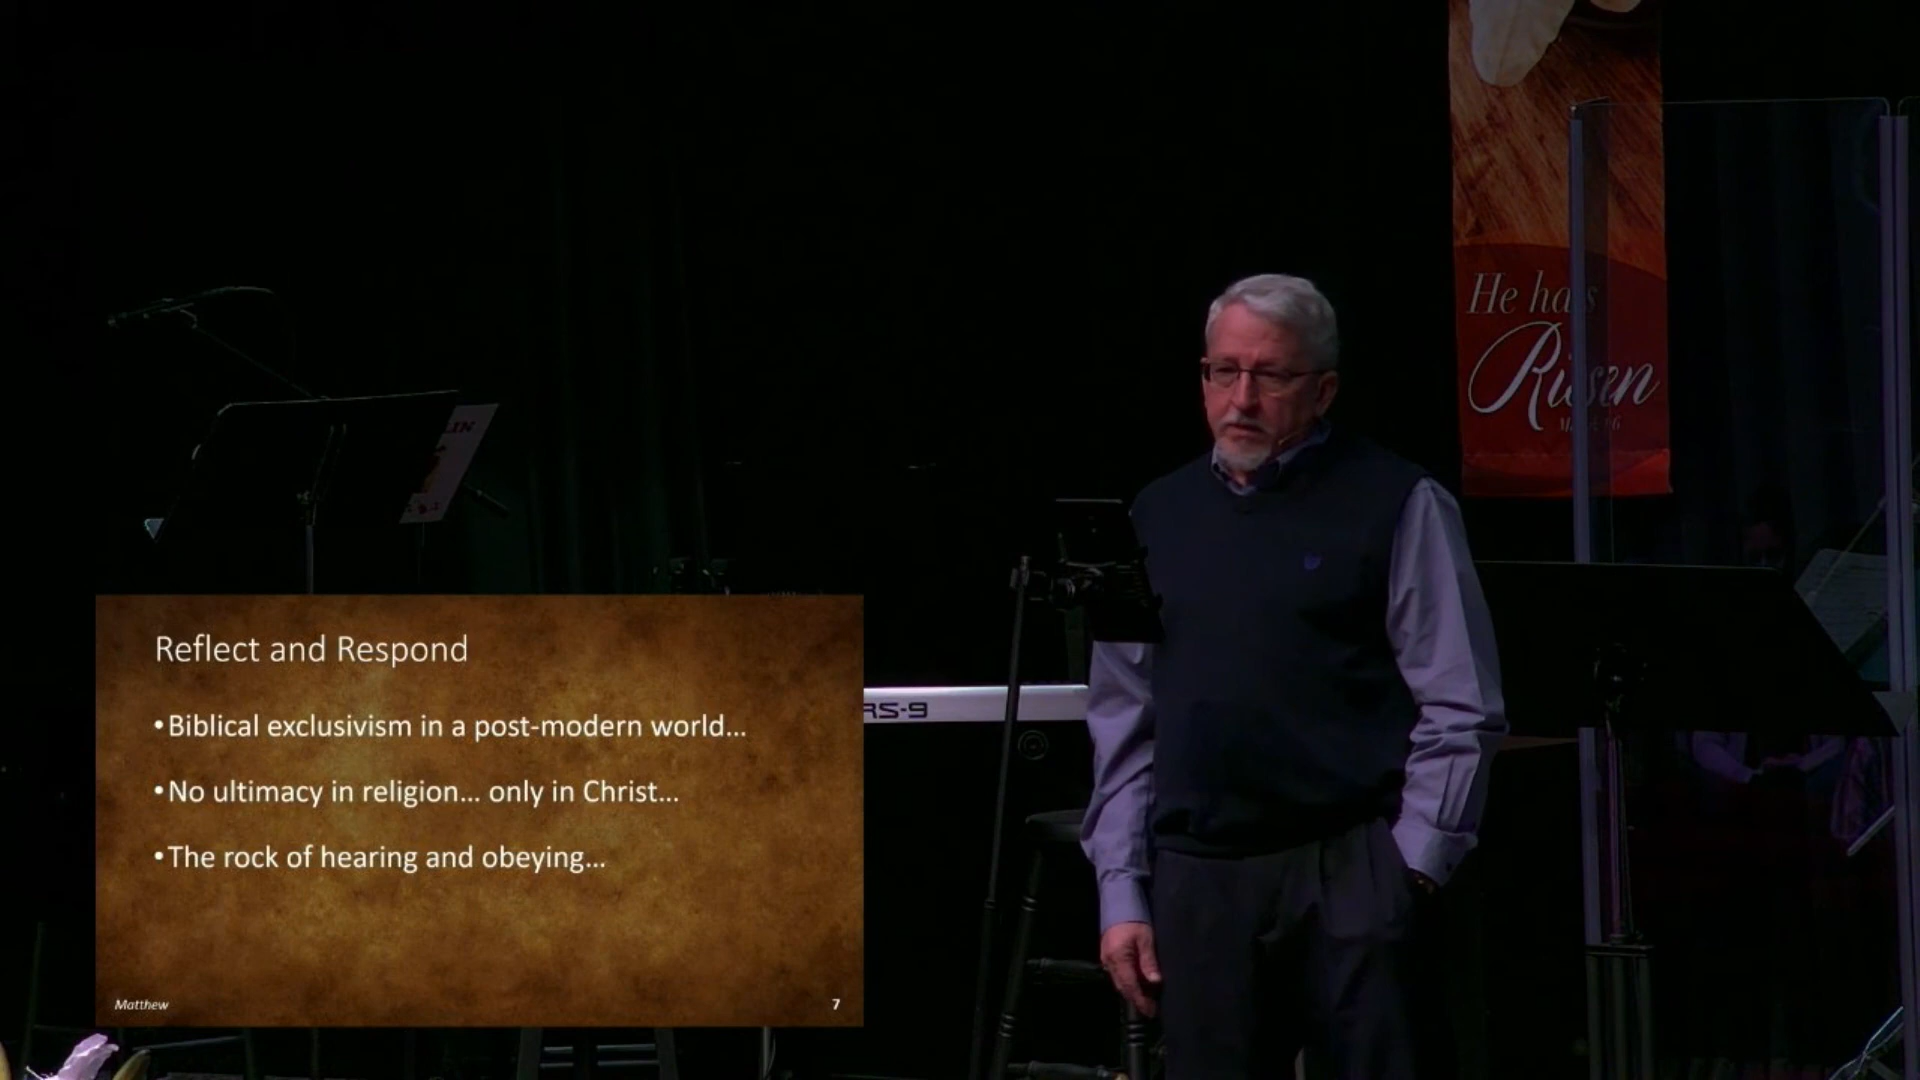 He has
Risen
LIN
RS-9
Reflect and Respond
•Biblical exclusivism in a post-modern world...
•No ultimacy in religion... only in Christ...
•The rock of hearing and obeying...
Matthew
7